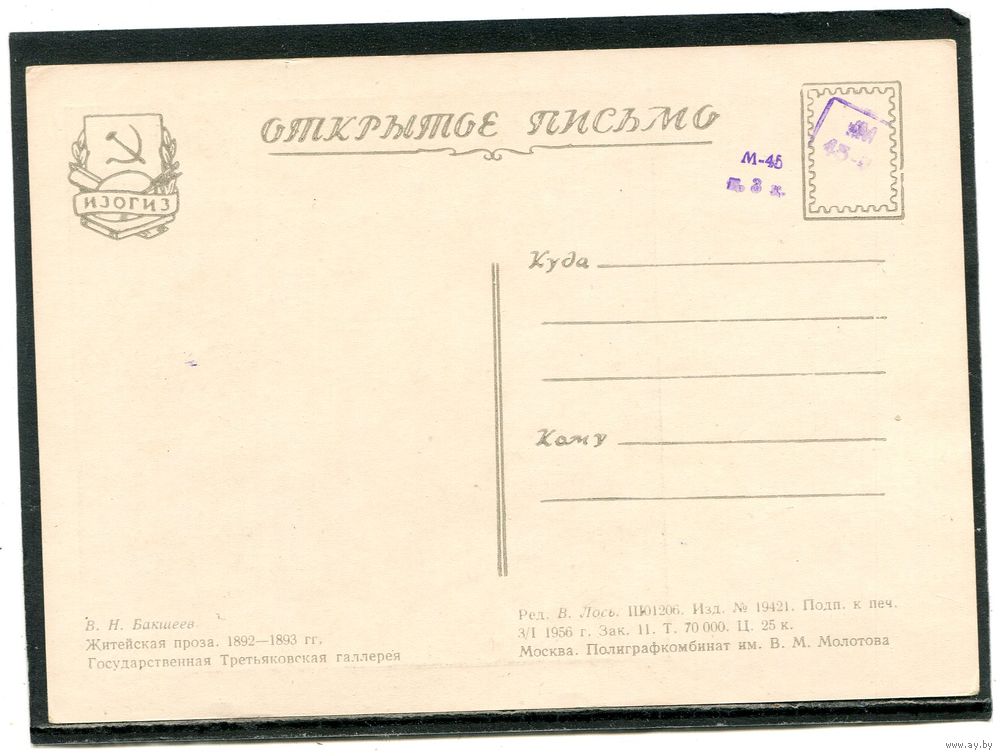 ОТКРЫТОЕ ПИСЬМО
ИЗОГИЗ
М-45
3 к.
Куда
Кому
В. Н. Бакшеев
Житейская проза. 1892—1893 гг.
Государственная Третьяковская галлерея
Ред. В. Лось. Ш01206. Изд. № 19421. Подп. к печ.
3/I 1956 г. Зак. 11. Т. 70 000. Ц. 25 к.
Москва. Полиграфкомбинат им. В. М. Молотова
www.ay.by